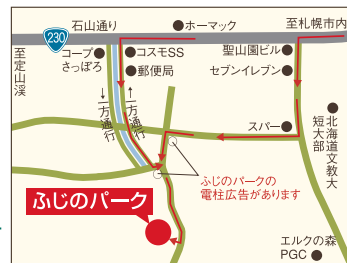 石山通り
ホーマック
至札幌市内
230
至定山渓
コープさっぽろ
コスモSS
郵便局
聖山園ビル
セブンイレブン
←一方通行
一方通行→
スパー
北海道文教大
短大部
ふじのパークの
電柱広告があります
ふじのパーク
エルクの森
PGC